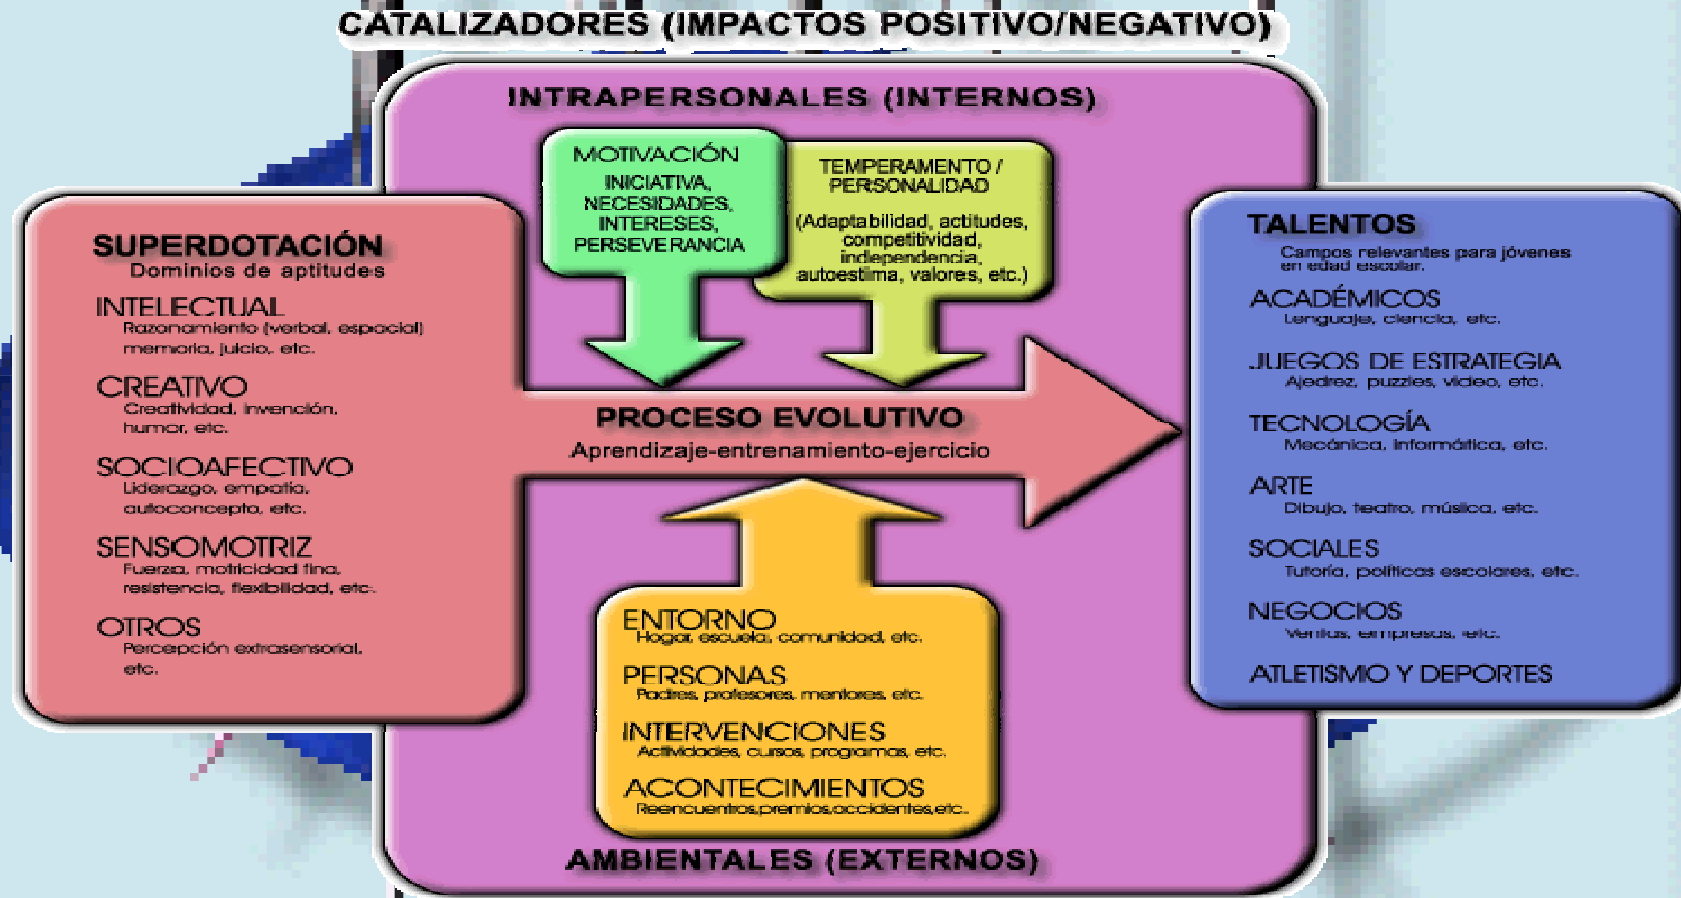 CATALIZADORES (IMPACTOS POSITIVO/NEGATIVO)
INTRAPERSONALES (INTERNOS)
MOTIVACIÓN
INICIATIVA,
NECESIDADES,
INTERESES,
PERSEVERANCIA
TEMPERAMENTO /
PERSONALIDAD
(Adaptabilidad, actitudes,
competitividad,
independencia,
autoestima, valores, etc.)
SUPERDOTACIÓN
Dominios de aptitudes
INTELECTUAL
Razonamiento (verbal, espacial)
memoria, juicio, etc.
CREATIVO
Creatividad, invención,
humor, etc.
SOCIOAFECTIVO
Liderazgo, empatía,
autoconcepto, etc.
SENSOMOTRIZ
Fuerza, motricidad fina,
resistencia, flexibilidad, etc.
OTROS
Percepción extrasensorial,
etc.
PROCESO EVOLUTIVO
Aprendizaje-entrenamiento-ejercicio
ENTORNO
Hogar, escuela, comunidad, etc.
PERSONAS
Padres, profesores, mentores, etc.
INTERVENCIONES
Actividades, cursos, programas, etc.
ACONTECIMIENTOS
Reencuentros,premios,accidentes,etc.
AMBIENTALES (EXTERNOS)
TALENTOS
Campos relevantes para jóvenes
en edad escolar.
ACADÉMICOS
Lenguaje, ciencia, etc.
JUEGOS DE ESTRATEGIA
Ajedrez, puzzles, video, etc.
TECNOLOGÍA
Mecánica, informática, etc.
ARTE
Dibujo, teatro, música, etc.
SOCIALES
Tutoría, políticas escolares, etc.
NEGOCIOS
Ventas, empresas, etc.
ATLETISMO Y DEPORTES